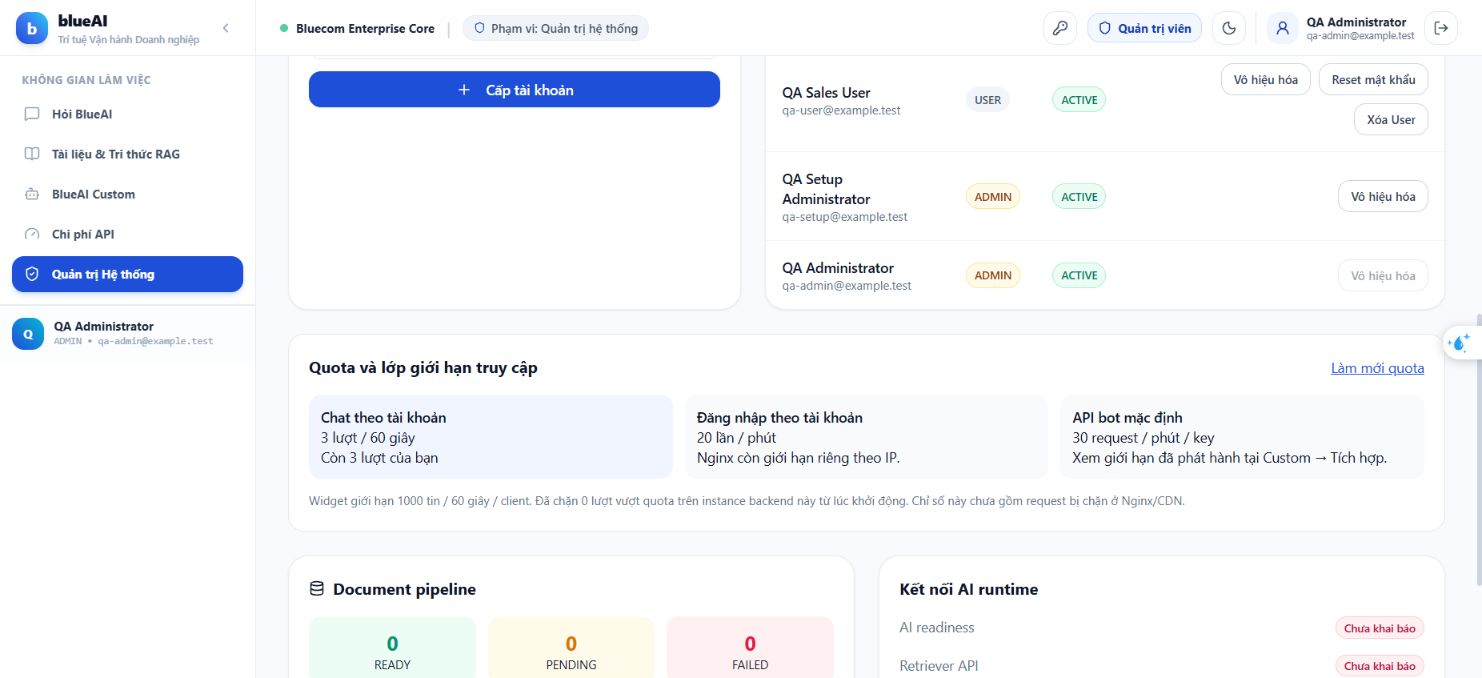 b
blueAI
Trí tuệ Vận hành Doanh nghiệp
Bluecom Enterprise Core
Phạm vi: Quản trị hệ thống
Quản trị viên
QA Administrator
qa-admin@example.test
KHÔNG GIAN LÀM VIỆC
Hỏi BlueAI
Tài liệu & Tri thức RAG
BlueAI Custom
Chi phí API
Quản trị Hệ thống
Q
QA Administrator
ADMIN • qa-admin@example.test
Cấp tài khoản
QA Sales User
qa-user@example.test
USER
ACTIVE
Vô hiệu hóa
Reset mật khẩu
Xóa User
QA Setup
Administrator
qa-setup@example.test
ADMIN
ACTIVE
Vô hiệu hóa
QA Administrator
qa-admin@example.test
ADMIN
ACTIVE
Vô hiệu hóa
Quota và lớp giới hạn truy cập
Làm mới quota
Chat theo tài khoản
3 lượt / 60 giây
Còn 3 lượt của bạn
Đăng nhập theo tài khoản
20 lần / phút
Nginx còn giới hạn riêng theo IP.
API bot mặc định
30 request / phút / key
Xem giới hạn đã phát hành tại Custom → Tích hợp.
Widget giới hạn 1000 tin / 60 giây / client. Đã chặn 0 lượt vượt quota trên instance backend này từ lúc khởi động. Chỉ số này chưa gồm request bị chặn ở Nginx/CDN.
Document pipeline
0
READY
0
PENDING
0
FAILED
Kết nối AI runtime
AI readiness
Chưa khai báo
Retriever API
Chưa khai báo